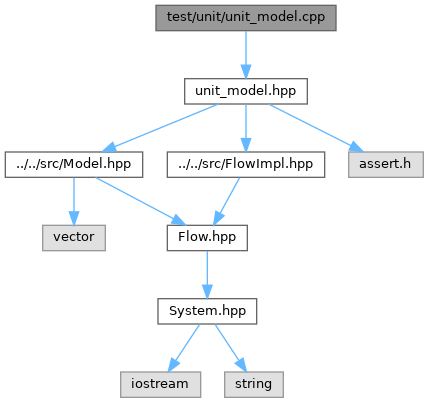 test/unit/unit_model.cpp
unit_model.hpp
../../src/Model.hpp
../../src/FlowImpl.hpp
assert.h
vector
Flow.hpp
System.hpp
iostream
string